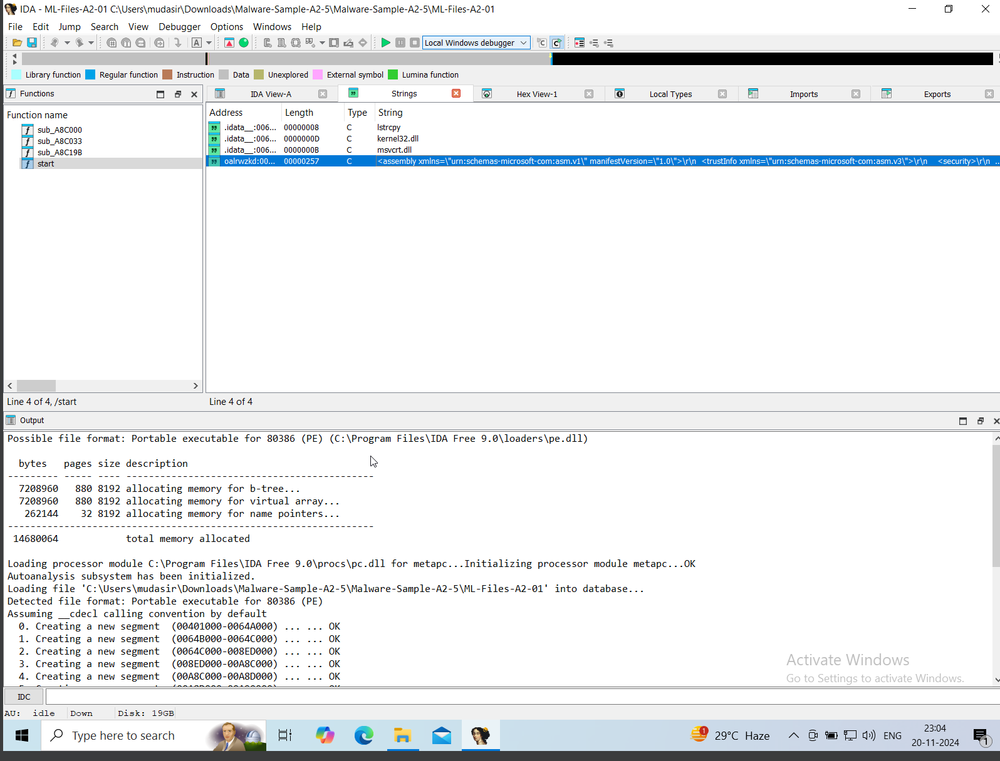 IDA - ML-Files-A2-01 C:\Users\mudasir\Downloads\Malware-Sample-A2-5\Malware-Sample-A2-5\ML-Files-A2-01
File Edit Jump Search View Debugger Options Windows Help
Local Windows debugger
Library function Regular function Instruction Data Unexplored External symbol Lumina function
Functions
IDA View-A Strings Hex View-1 Local Types Imports Exports
Function name
sub_A8C000
sub_A8C033
sub_A8C19B
start
Line 4 of 4, /start
Address Length Type String
.idata__:006... 00000008 C lstrcpy
.idata__:006... 0000000D C kernel32.dll
.idata__:006... 0000000B C msvcrt.dll
oalrwzkd:00... 00000257 C <assembly xmlns=\"urn:schemas-microsoft-com:asm.v1\" manifestVersion=\"1.0\">\r\n <trustInfo xmlns=\"urn:schemas-microsoft-com:asm.v3\">\r\n <security>\r\n ..
Line 4 of 4
Output
Possible file format: Portable executable for 80386 (PE) (C:\Program Files\IDA Free 9.0\loaders\pe.dll)
bytes pages size description
--------- ----- ---- --------------------------------------------
7208960 880 8192 allocating memory for b-tree...
7208960 880 8192 allocating memory for virtual array...
262144 32 8192 allocating memory for name pointers...
-----------------------------------------------------------------
14680064 total memory allocated
Loading processor module C:\Program Files\IDA Free 9.0\procs\pc.dll for metapc...Initializing processor module metapc...OK
Autoanalysis subsystem has been initialized.
Loading file 'C:\Users\mudasir\Downloads\Malware-Sample-A2-5\Malware-Sample-A2-5\ML-Files-A2-01' into database...
Detected file format: Portable executable for 80386 (PE)
Assuming __cdecl calling convention by default
0. Creating a new segment (00401000-0064A000) ... ... OK
1. Creating a new segment (0064B000-0064C000) ... ... OK
2. Creating a new segment (0064C000-008ED000) ... ... OK
3. Creating a new segment (008ED000-00A8C000) ... ... OK
4. Creating a new segment (00A8C000-00A8D000) ... ... OK
Activate Windows
Go to Settings to activate Windows.
IDC
AU: idle Down Disk: 19GB
Type here to search
1
29°C Haze
ENG
23:04
20-11-2024
1